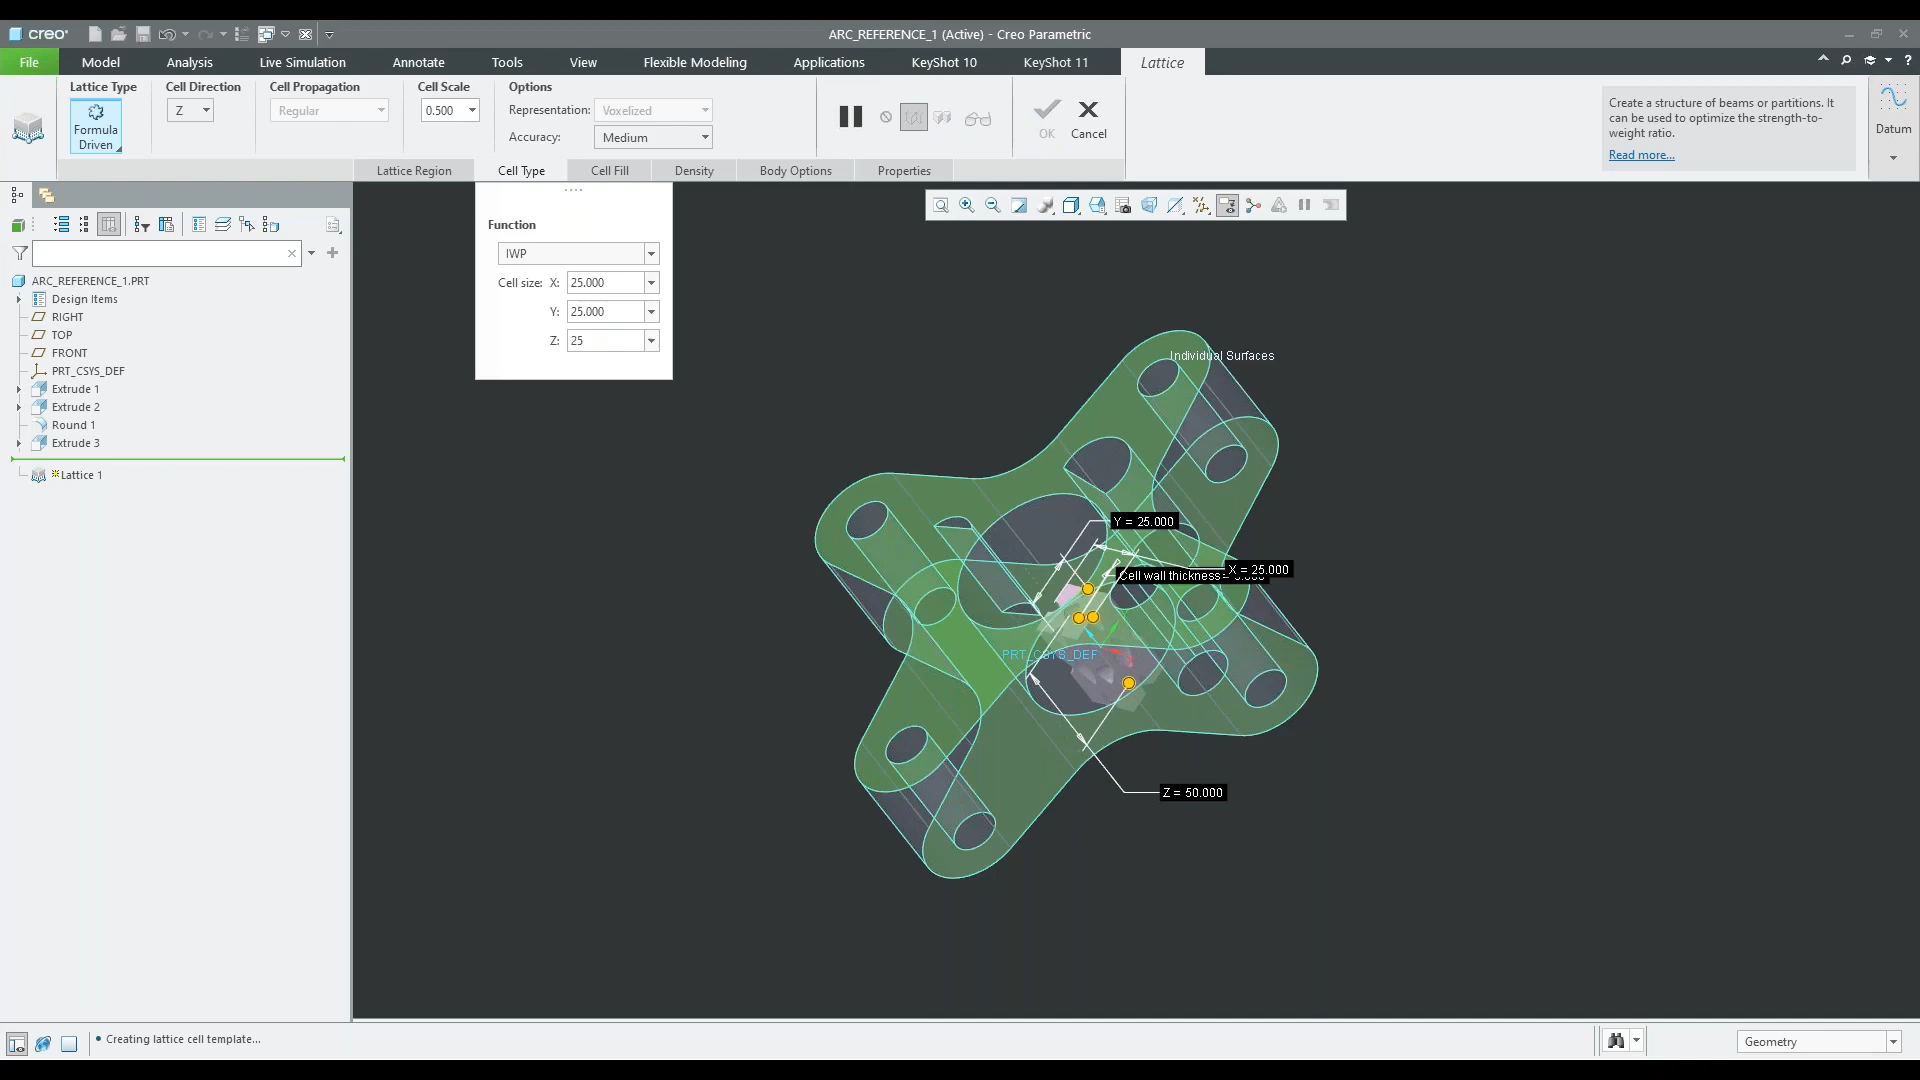 creo®
ARC_REFERENCE_1 (Active) - Creo Parametric
File
Model
Analysis
Live Simulation
Annotate
Tools
View
Flexible Modeling
Applications
KeyShot 10
KeyShot 11
Lattice
Lattice Type
Cell Direction
Cell Propagation
Cell Scale
Options
Formula
Driven
Z
Regular
0.500
Representation:
Voxelized
Accuracy:
Medium
OK
Cancel
Create a structure of beams or partitions. It
can be used to optimize the strength-to-
weight ratio.
Read more...
Datum
Lattice Region
Cell Type
Cell Fill
Density
Body Options
Properties
Function
IWP
Cell size: X: 25.000
Y: 25.000
Z: 25
ARC_REFERENCE_1.PRT
Design Items
RIGHT
TOP
FRONT
PRT_CSYS_DEF
Extrude 1
Extrude 2
Round 1
Extrude 3
Lattice 1
Individual Surfaces
Y = 25.000
X = 25.000
Cell wall thickness =
PRT_CSYS_DEF
Z = 50.000
Creating lattice cell template...
Geometry